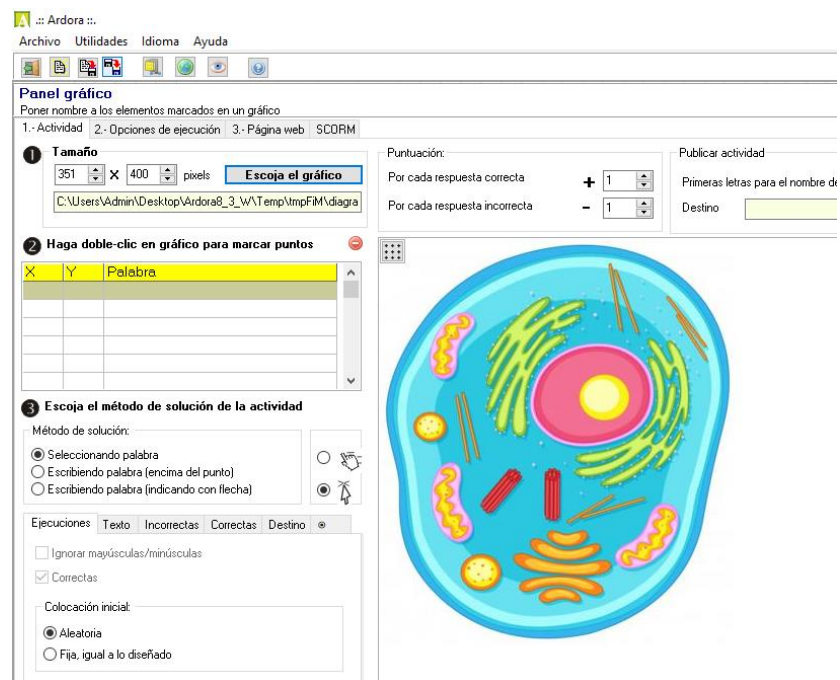 .:: Ardora ::.
Archivo Utilidades Idioma Ayuda
Panel gráfico
Poner nombre a los elementos marcados en un gráfico
1.- Actividad 2.- Opciones de ejecución 3.- Página web SCORM
1 Tamaño
351 X 400 pixels Escoja el gráfico
C:\Users\Admin\Desktop\Ardora8_3_W\Temp\tmpFiM\diagra
Puntuación:
Por cada respuesta correcta + 1
Por cada respuesta incorrecta - 1
Publicar actividad
Primeras letras para el nombre de
Destino
2 Haga doble-clic en gráfico para marcar puntos
X Y Palabra
3 Escoja el método de solución de la actividad
Método de solución:
Seleccionando palabra
Escribiendo palabra (encima del punto)
Escribiendo palabra (indicando con flecha)
Ejecuciones Texto Incorrectas Correctas Destino
Ignorar mayúsculas/minúsculas
Correctas
Colocación inicial:
Aleatoria
Fija, igual a lo diseñado